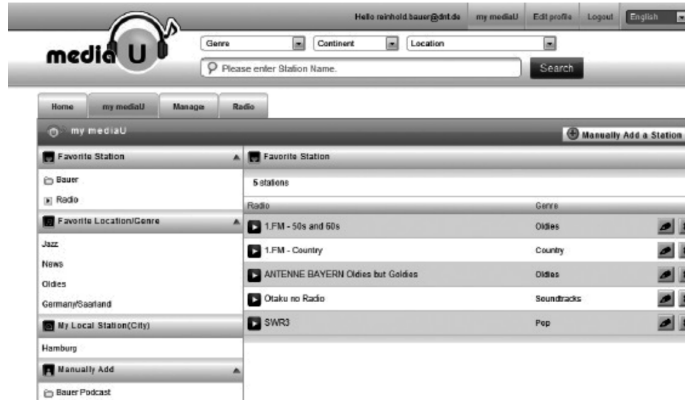 Hello reinhold.bauer@dnt.de my mediaU Edit profile Logout English
media U
Genre Continent Location
Please enter Station Name. Search
Home my mediaU Manager Radio
my mediaU Manually Add a Station
Favorite Station
Bauer
Radio
Favorite Location/Genre
Jazz
News
Oldies
Germany/Saarland
My Local Station(City)
Hamburg
Manually Add
Bauer Podcast
Favorite Station
5 stations
Radio Genre
1.FM - 50s and 60s Oldies
1.FM - Country Country
ANTENNE BAYERN Oldies but Goldies Oldies
Otaku no Radio Soundtracks
SWR3 Pop